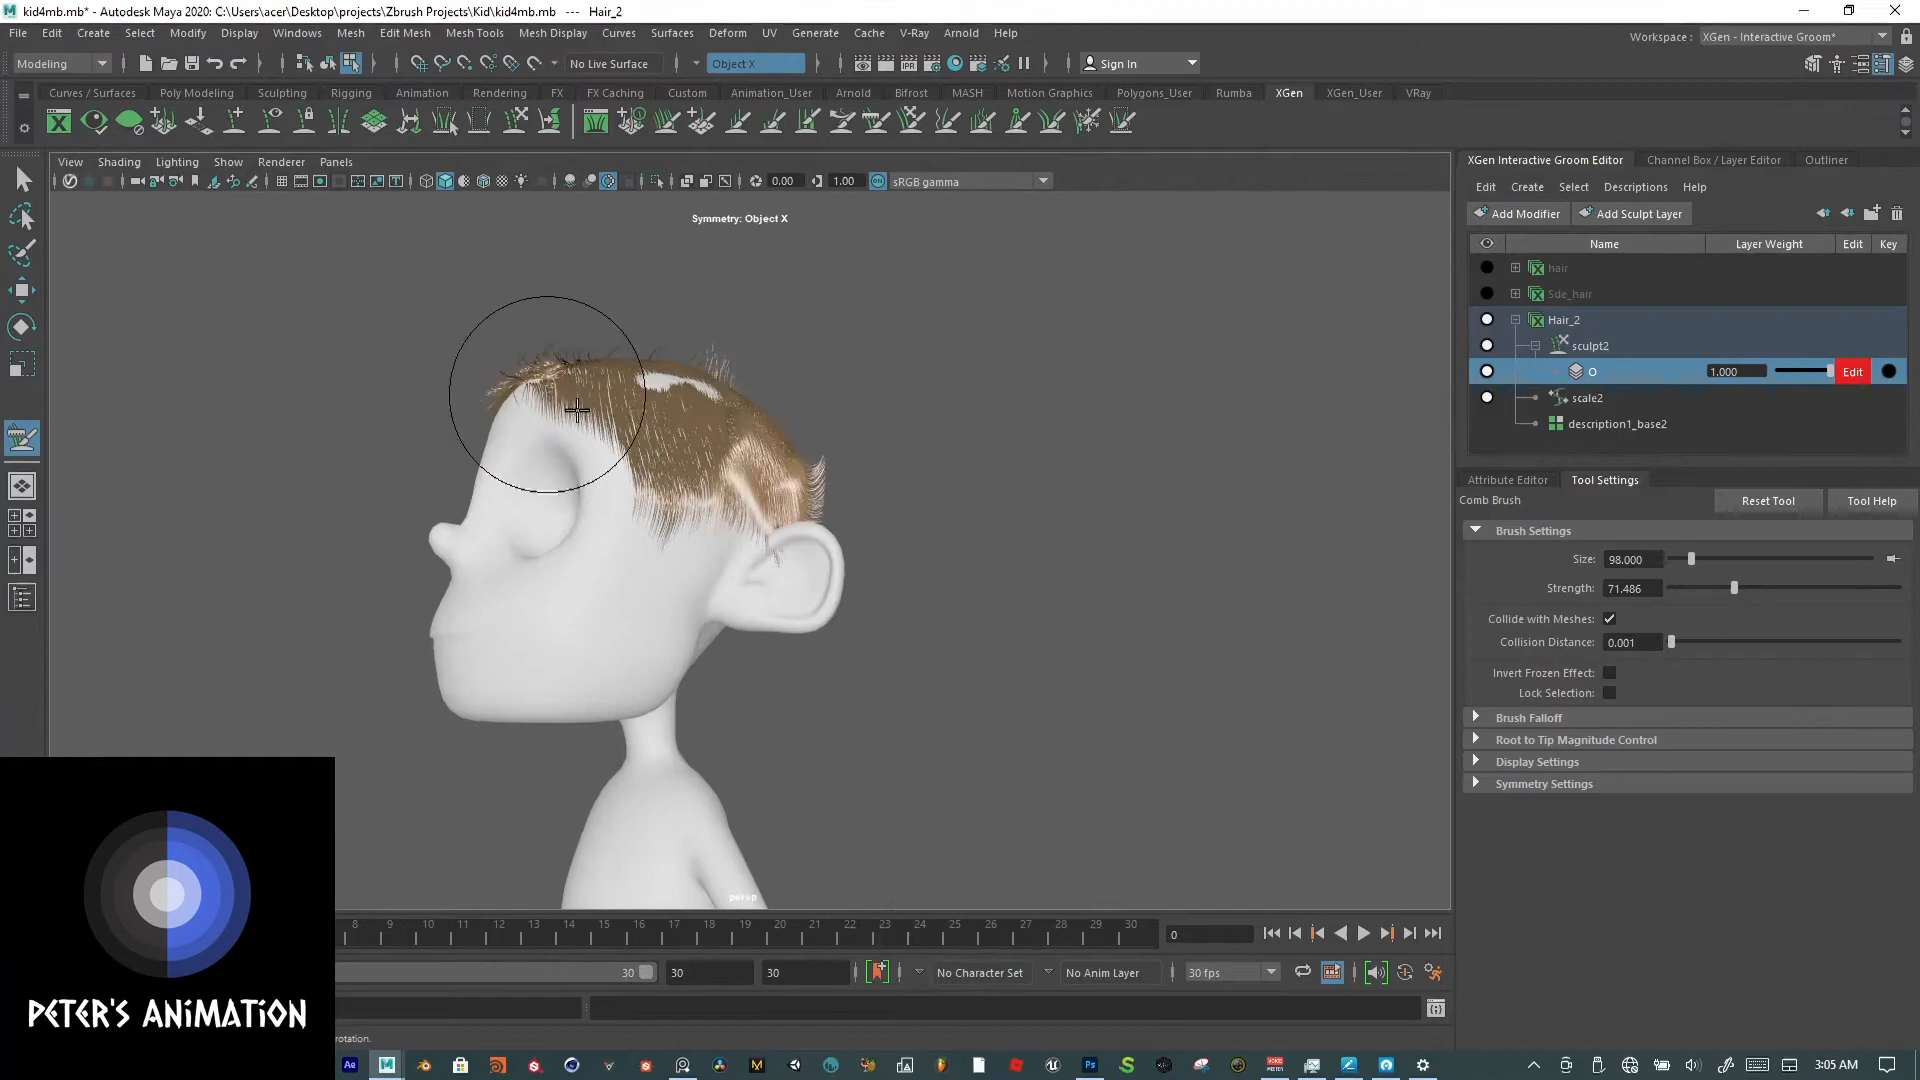 kid4mb.mb* - Autodesk Maya 2020: C:\Users\acer\Desktop\projects\Zbrush Projects\Kid\kid4mb.mb --- Hair_2
File Edit Create Select Modify Display Windows Mesh Edit Mesh Mesh Tools Mesh Display Curves Surfaces Deform UV Generate Cache V-Ray Arnold Help
Workspace : XGen - Interactive Groom*
Modeling No Live Surface Object X Sign In
Curves / Surfaces Poly Modeling Sculpting Rigging Animation Rendering FX FX Caching Custom Animation_User Arnold Bifrost MASH Motion Graphics Polygons_User Rumba XGen XGen_User VRay
View Shading Lighting Show Renderer Panels
0.00 1.00 sRGB gamma
Symmetry: Object X
persp
XGen Interactive Groom Editor Channel Box / Layer Editor Outliner
Edit Create Select Descriptions Help
Add Modifier Add Sculpt Layer
Name Layer Weight Edit Key
hair
Sde_hair
Hair_2
sculpt2
O 1.000 Edit
scale2
description1_base2
Attribute Editor Tool Settings
Comb Brush Reset Tool Tool Help
Brush Settings
Size: 98.000
Strength: 71.486
Collide with Meshes:
Collision Distance: 0.001
Invert Frozen Effect:
Lock Selection:
Brush Falloff
Root to Tip Magnitude Control
Display Settings
Symmetry Settings
8 9 10 11 12 13 14 15 16 17 18 19 20 21 22 23 24 25 26 27 28 29 30
0
30 30 30 No Character Set No Anim Layer 30 fps
rotation.
PETER'S ANiMATiON
3:05 AM